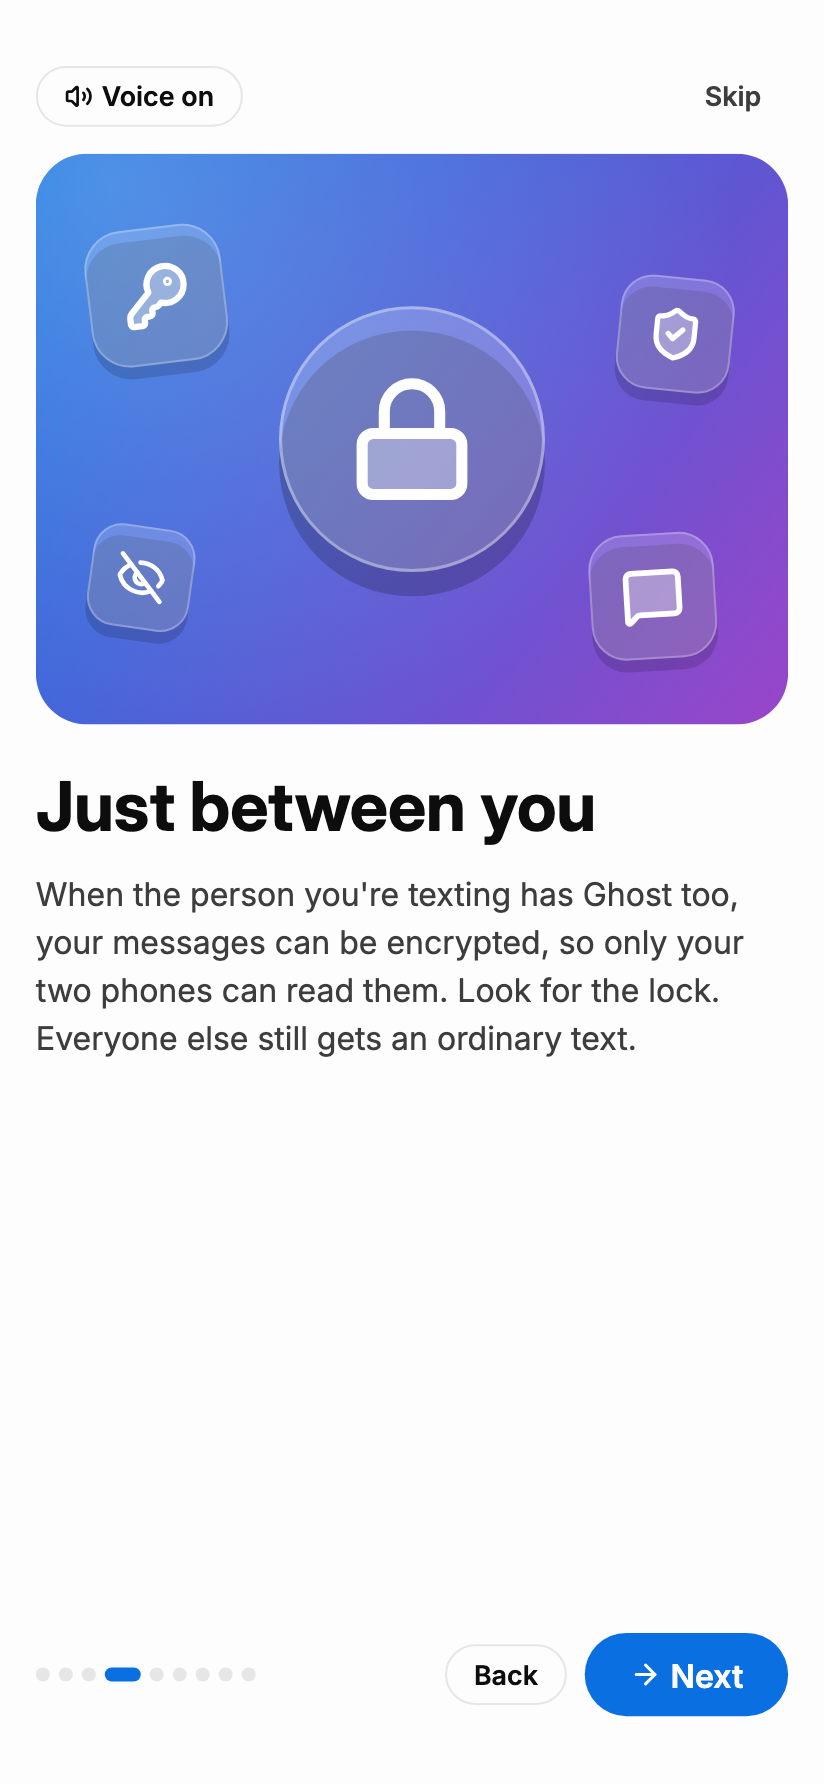 Voice on
Skip
Just between you
When the person you're texting has Ghost too,
your messages can be encrypted, so only your
two phones can read them. Look for the lock.
Everyone else still gets an ordinary text.
Back
Next